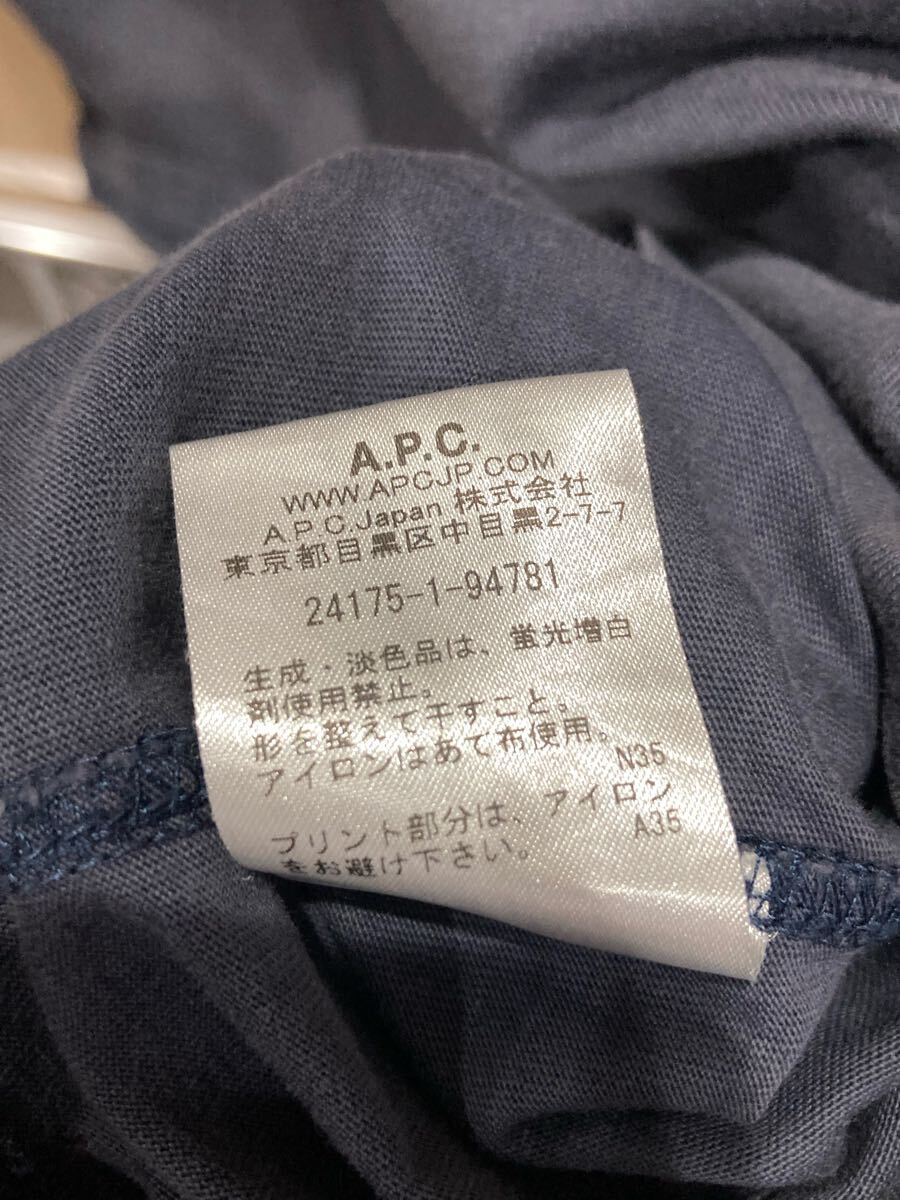 A.P.C.
WWW.APCJP.COM
A.P.C.Japan 株式会社
東京都目黒区中目黒2-7-7
24175-1-94781
生成・淡色品は、蛍光増白
剤使用禁止。
形を整えて干すこと。
アイロンはあて布使用。
N35
プリント部分は、アイロン
をお避け下さい。
A35